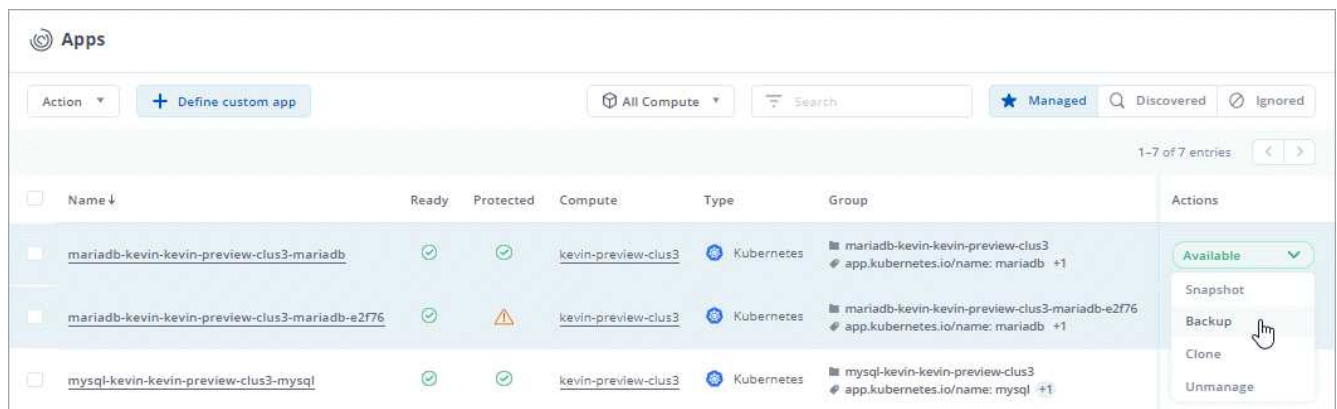 Apps
Action + Define custom app All Compute Search Managed Discovered Ignored
1-7 of 7 entries < >
Name↓ Ready Protected Compute Type Group Actions
mariadb-kevin-kevin-preview-clus3-mariadb kevin-preview-clus3 Kubernetes mariadb-kevin-kevin-preview-clus3
app.kubernetes.io/name: mariadb +1
Available
Snapshot
mariadb-kevin-kevin-preview-clus3-mariadb-e2f76 kevin-preview-clus3 Kubernetes mariadb-kevin-kevin-preview-clus3-mariadb-e2f76
app.kubernetes.io/name: mariadb +1
Backup
Clone
mysql-kevin-kevin-preview-clus3-mysql kevin-preview-clus3 Kubernetes mysql-kevin-kevin-preview-clus3
app.kubernetes.io/name: mysql +1
Unmanage